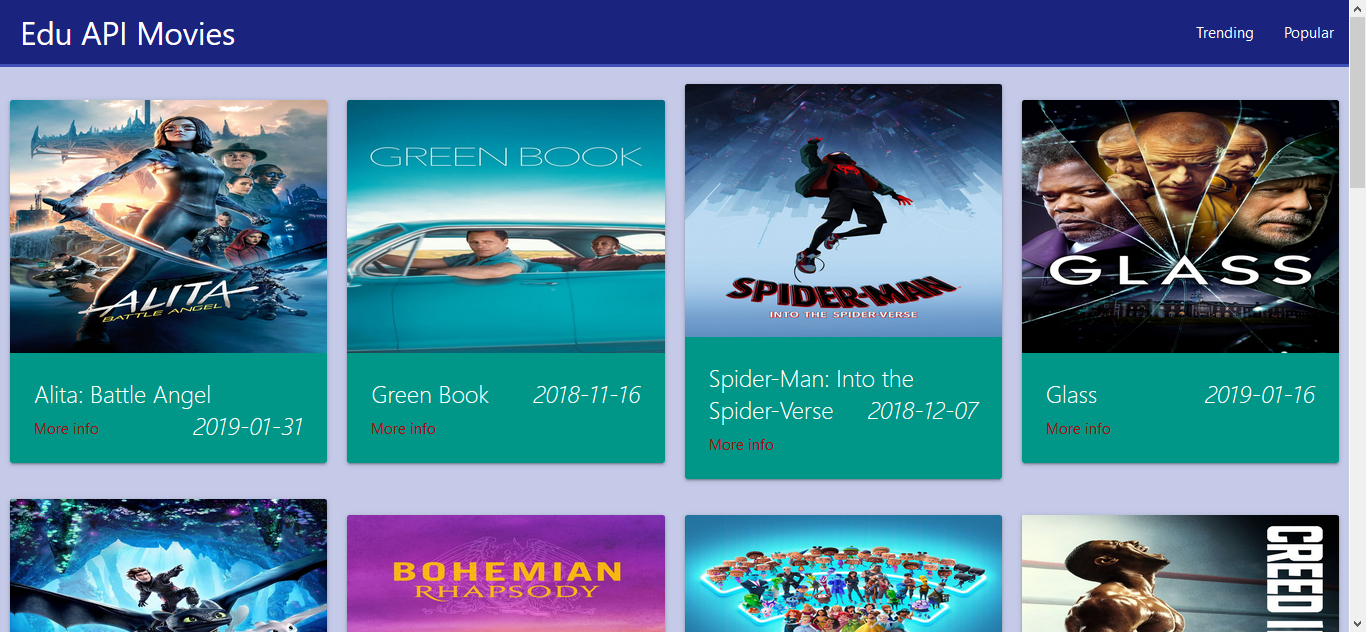 Edu API Movies
Trending Popular
ALITA
BATTLE ANGEL
Alita: Battle Angel
2019-01-31
More info
GREEN BOOK
Green Book 2018-11-16
More info
SPIDER-MAN
INTO THE SPIDER-VERSE
Spider-Man: Into the
Spider-Verse 2018-12-07
More info
GLASS
Glass 2019-01-16
More info
BOHEMIAN
RHAPSODY
CREED II